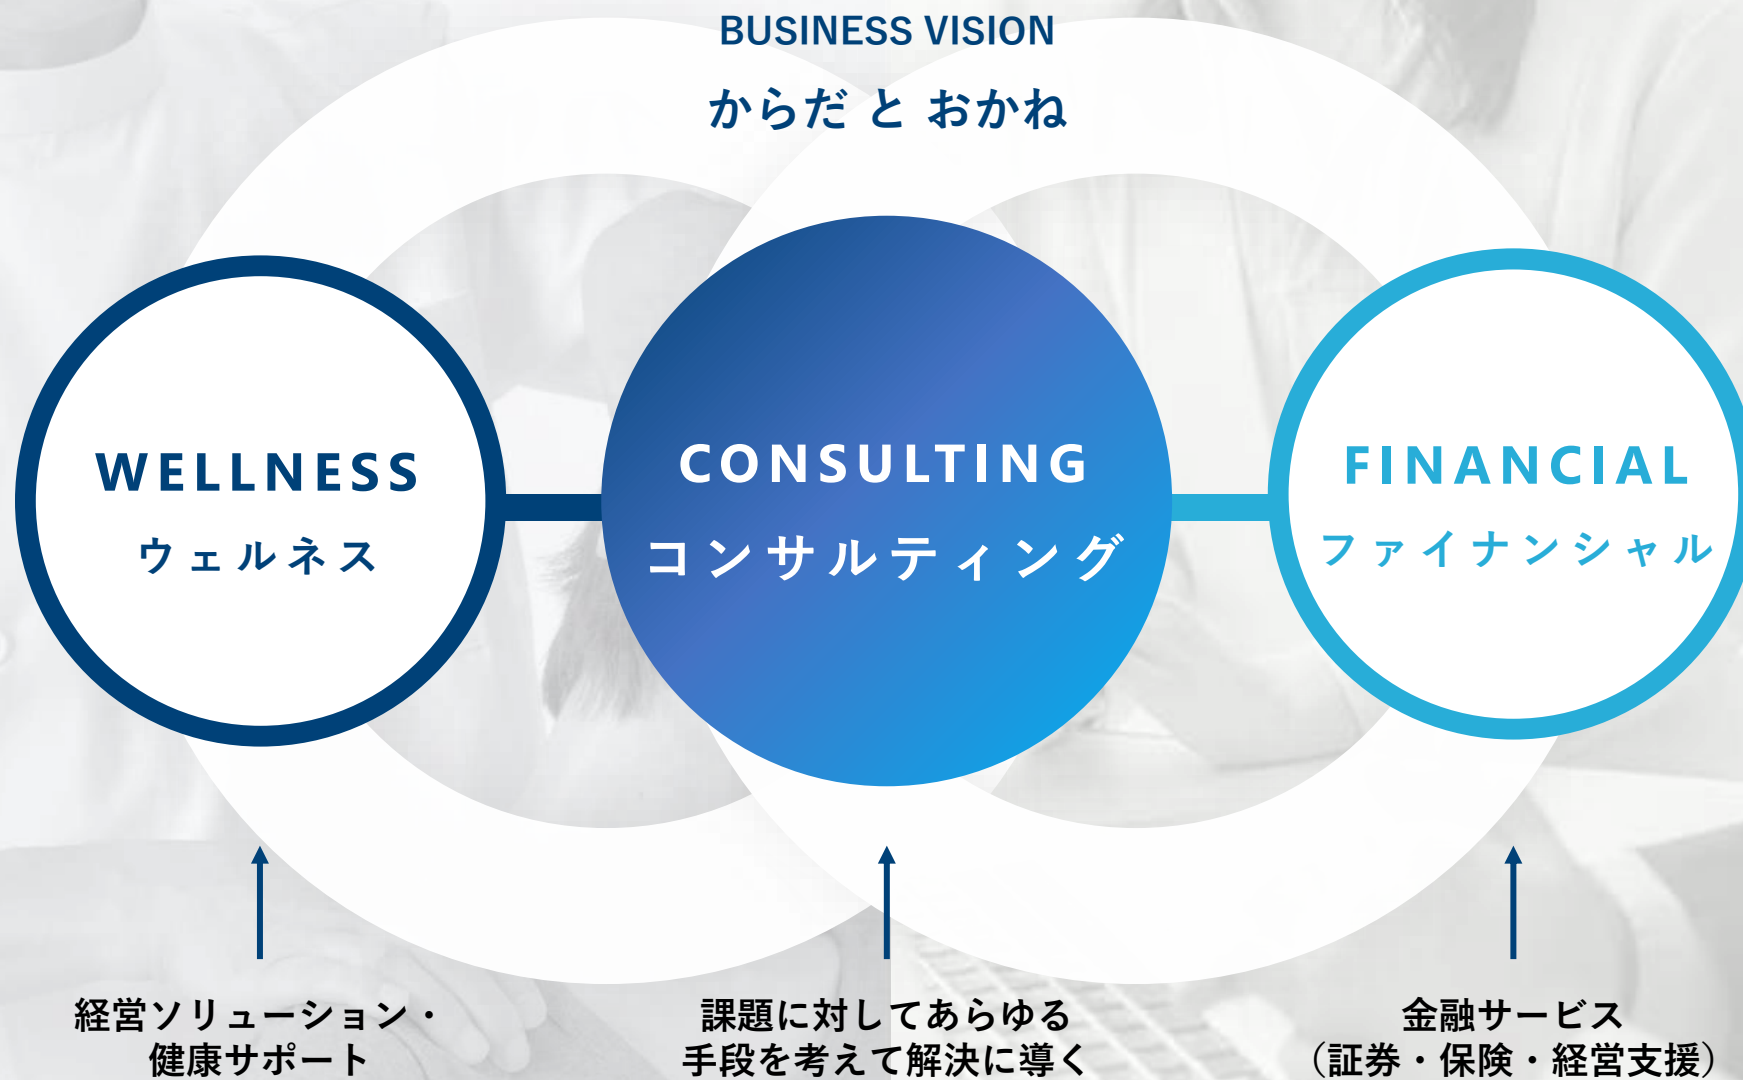 BUSINESS VISION
からだ と おかね
WELLNESS
ウェルネス
CONSULTING
コンサルティング
FINANCIAL
ファイナンシャル
経営ソリューション・
健康サポート
課題に対してあらゆる
手段を考えて解決に導く
金融サービス
（証券・保険・経営支援）